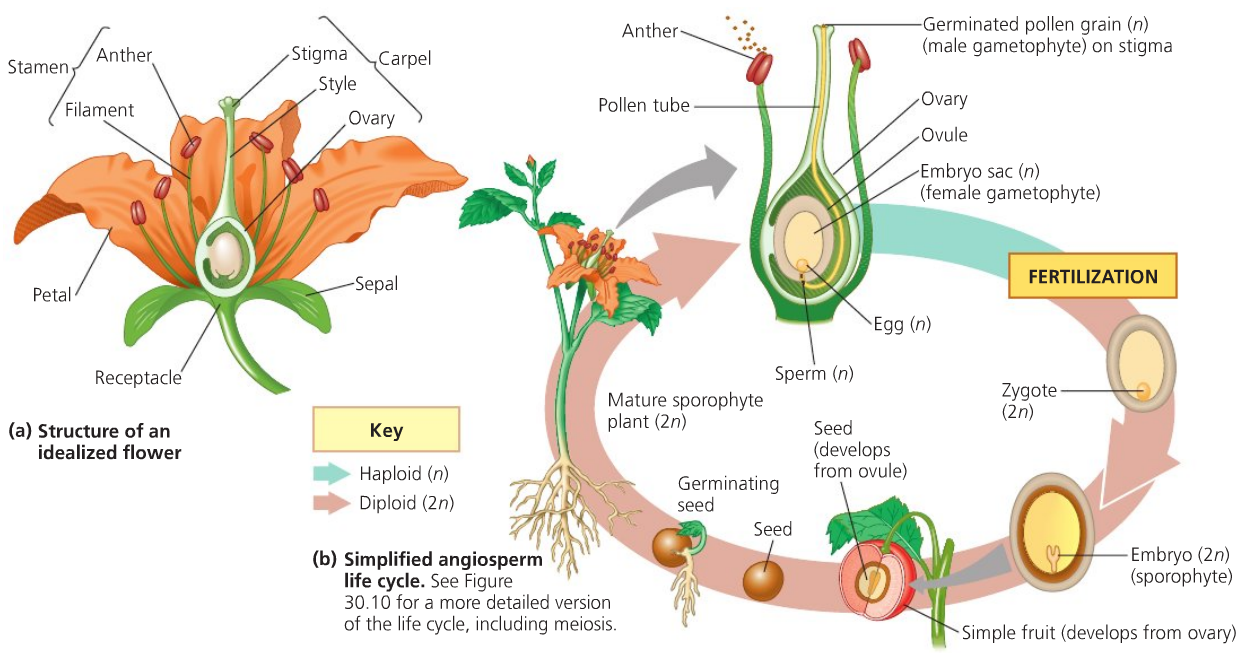 Stamen
Anther
Filament
Stigma
Style
Ovary
Carpel
Petal
Sepal
Receptacle
(a) Structure of an
idealized flower
Key
Haploid (n)
Diploid (2n)
Anther
Pollen tube
Germinated pollen grain (n)
(male gametophyte) on stigma
Ovary
Ovule
Embryo sac (n)
(female gametophyte)
FERTILIZATION
Egg (n)
Sperm (n)
Zygote
(2n)
Mature sporophyte
plant (2n)
Seed
(develops
from ovule)
Germinating
seed
Seed
Embryo (2n)
(sporophyte)
Simple fruit (develops from ovary)
(b) Simplified angiosperm
life cycle. See Figure
30.10 for a more detailed version
of the life cycle, including meiosis.